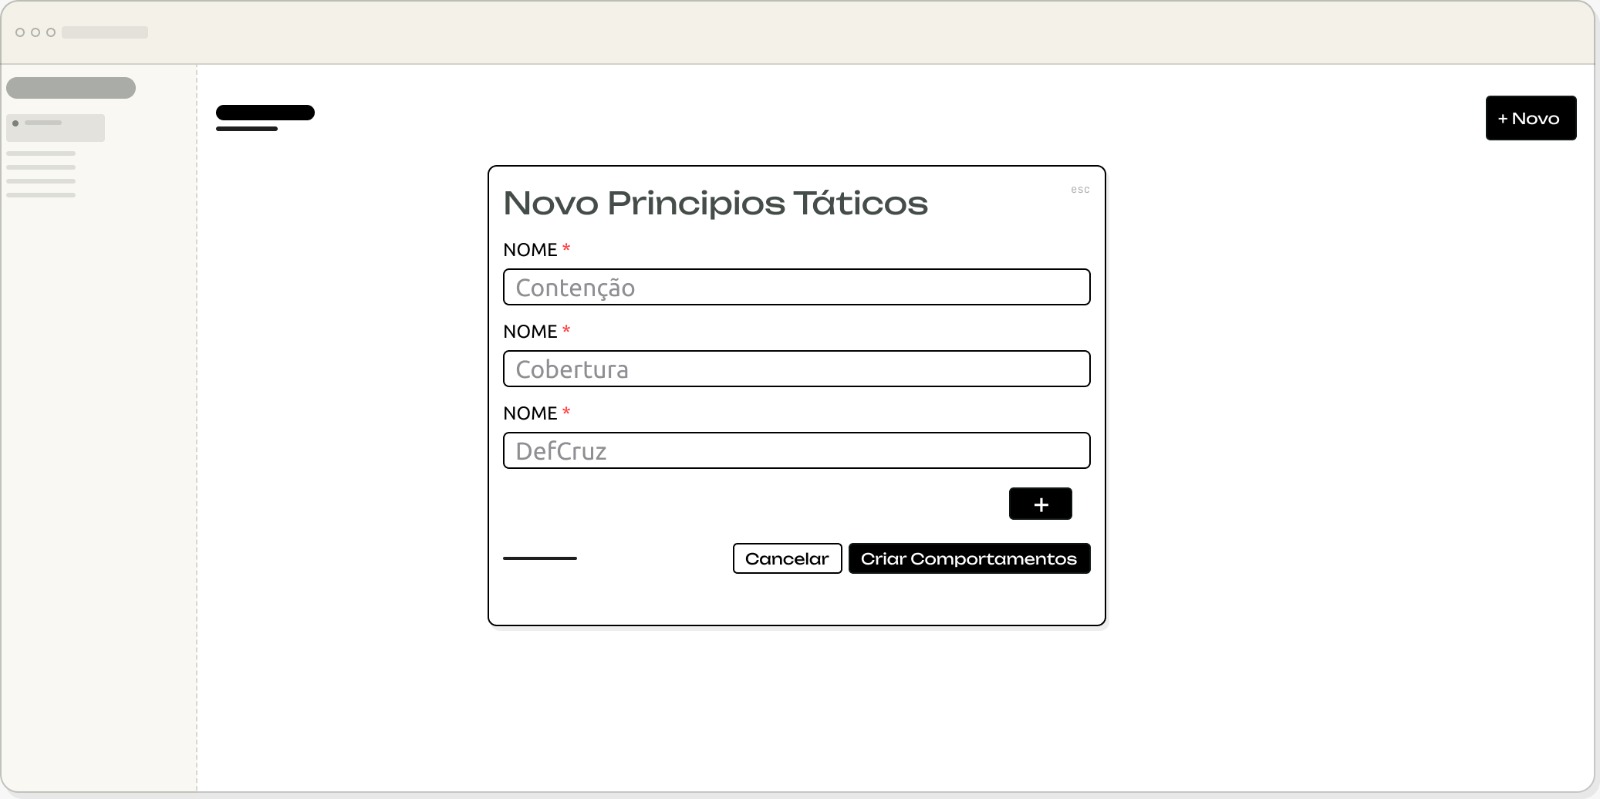 + Novo
esc
Novo Principios Táticos
NOME *
Contenção
NOME *
Cobertura
NOME *
DefCruz
+
Cancelar
Criar Comportamentos